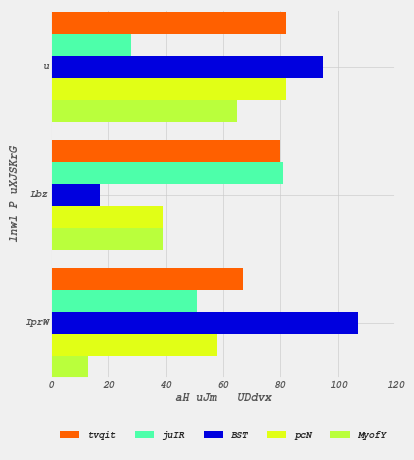 u
Lbz
IprW
lnwl P uXJSKrG
0 20 40 60 80 100 120
aH uJm UDdvx
tvqit juIR BST pcN MyofY